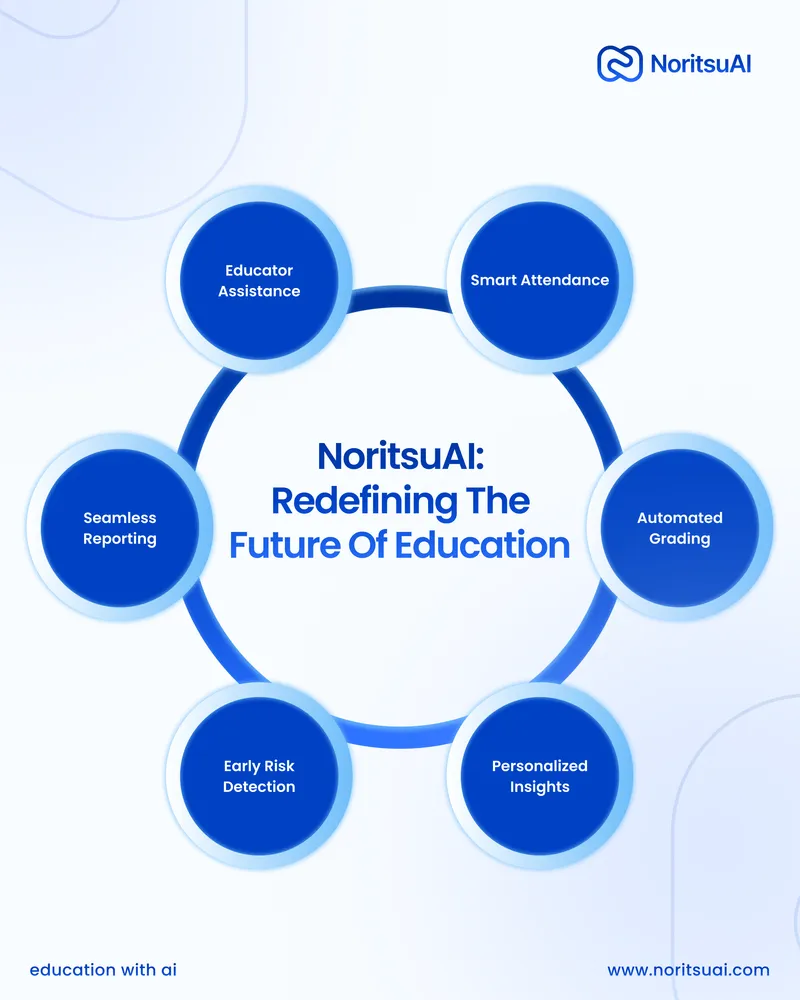 NoritsuAI
Educator
Assistance
Smart Attendance
NoritsuAI:
Redefining The
Future Of Education
Seamless
Reporting
Automated
Grading
Early Risk
Detection
Personalized
Insights
education with ai
www.noritsuai.com